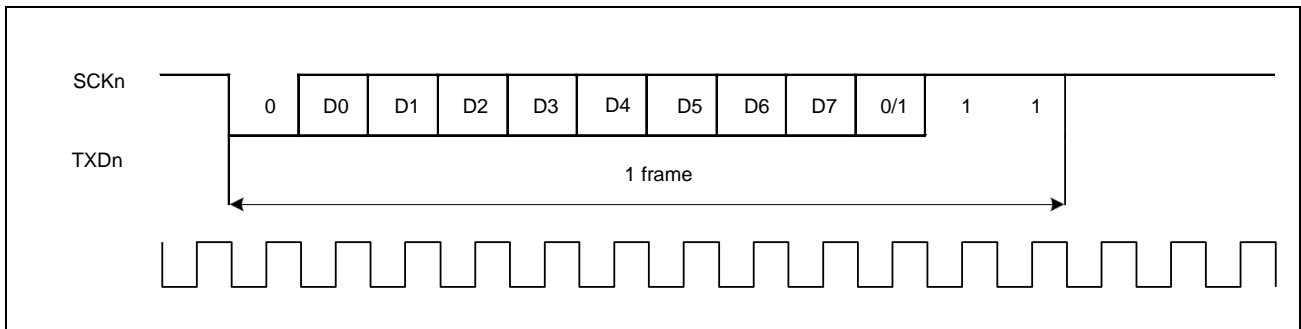 SCKn
0 D0 D1 D2 D3 D4 D5 D6 D7 0/1 1 1
TXDn
1 frame